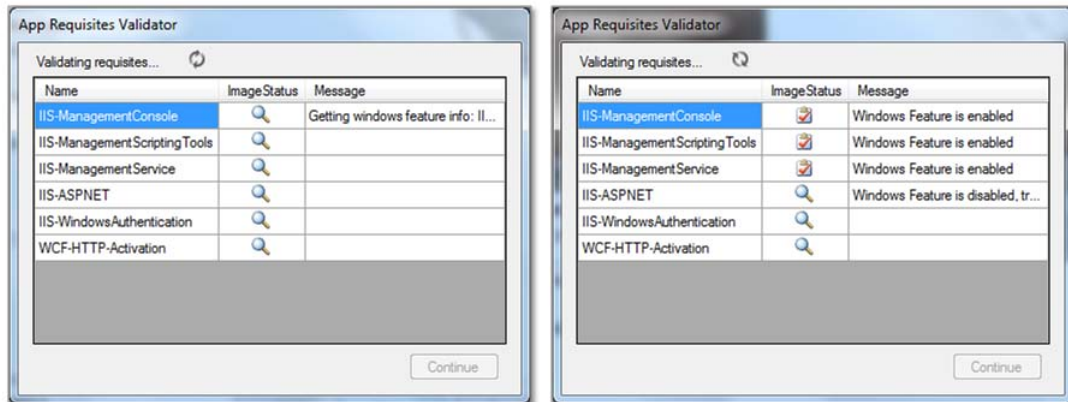 App Requisites Validator
Validating requisites...
Name ImageStatus Message
IIS-ManagementConsole Getting windows feature info: II...
IIS-ManagementScriptingTools
IIS-ManagementService
IIS-ASPNET
IIS-WindowsAuthentication
WCF-HTTP-Activation
Continue
App Requisites Validator
Validating requisites...
Name ImageStatus Message
IIS-ManagementConsole Windows Feature is enabled
IIS-ManagementScriptingTools Windows Feature is enabled
IIS-ManagementService Windows Feature is enabled
IIS-ASPNET Windows Feature is disabled, tr...
IIS-WindowsAuthentication
WCF-HTTP-Activation
Continue